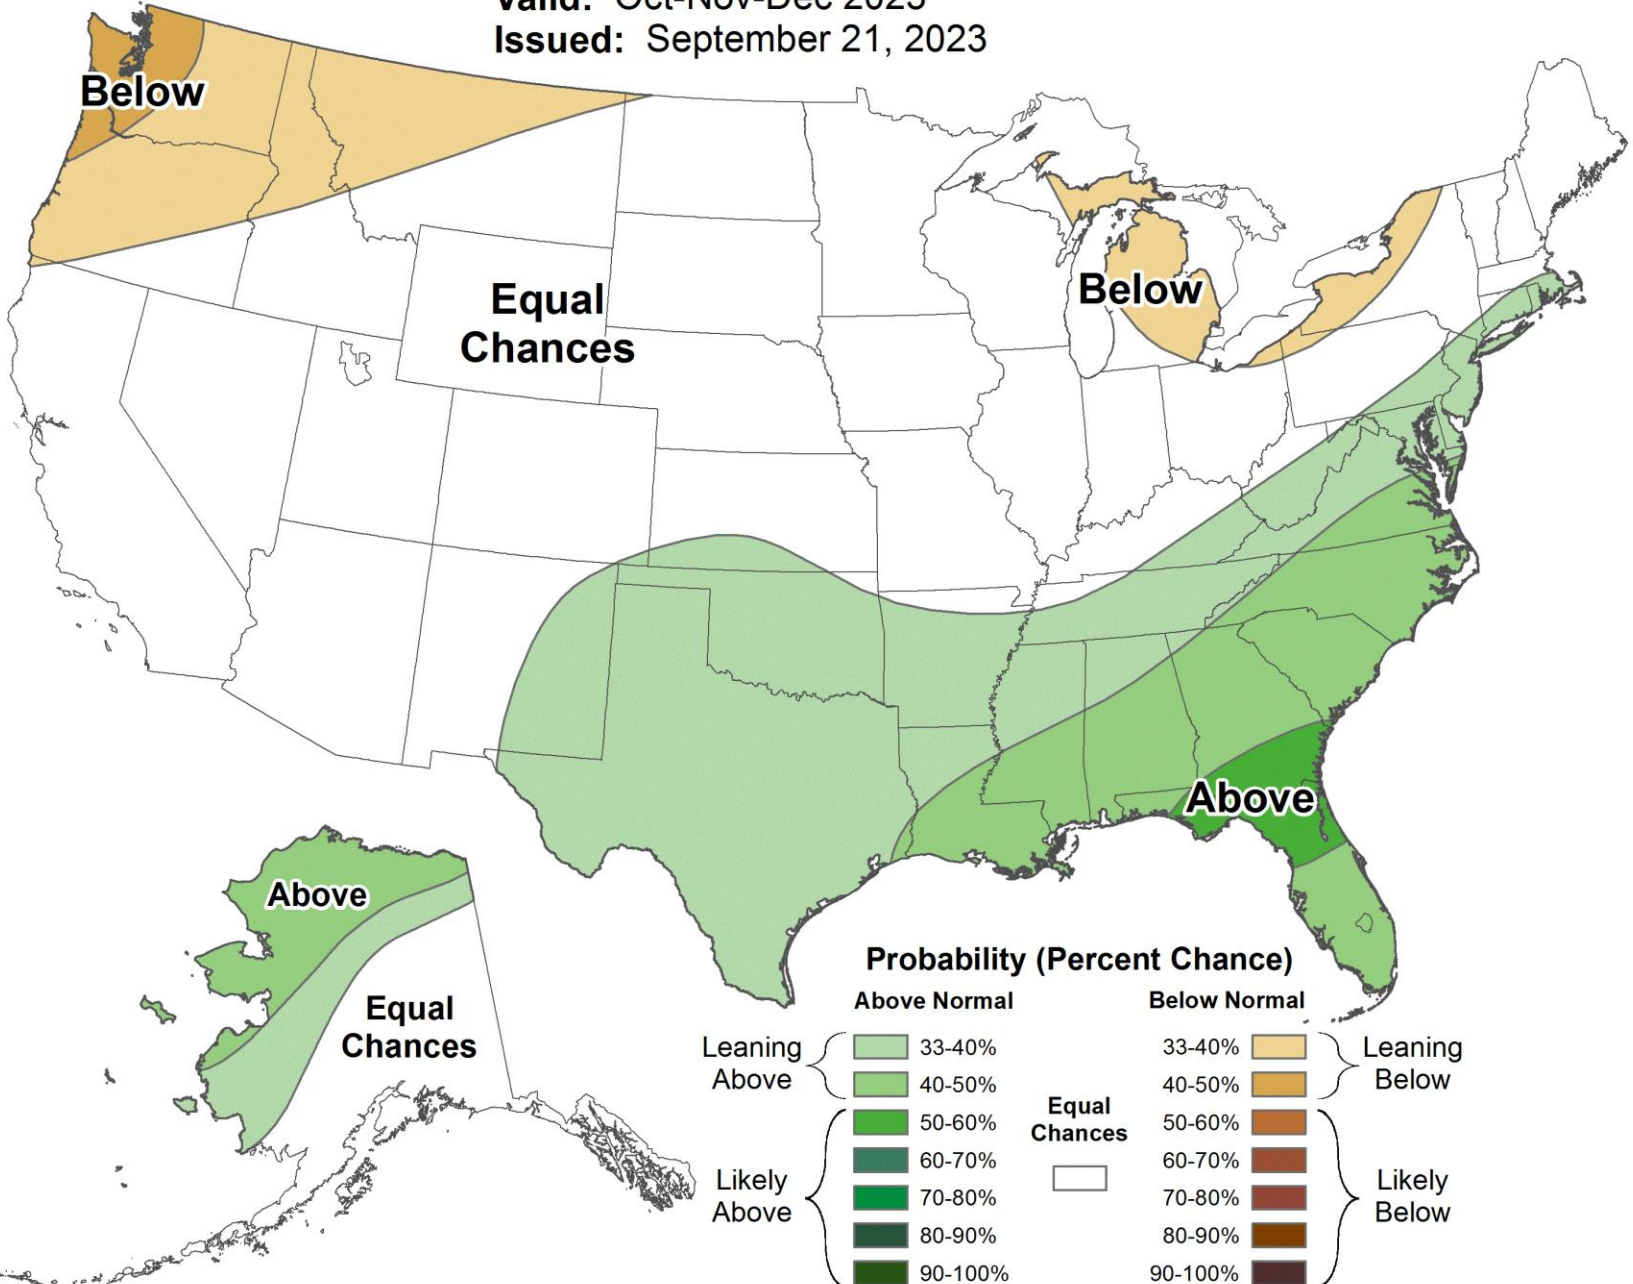 Valid: Oct-Nov-Dec 2023
Issued: September 21, 2023
Below
Equal
Chances
Below
Above
Above
Equal
Chances
Probability (Percent Chance)
Above Normal
Below Normal
Leaning
Above
33-40%
40-50%
50-60%
60-70%
70-80%
80-90%
90-100%
Likely
Above
Equal
Chances
33-40%
40-50%
50-60%
60-70%
70-80%
80-90%
90-100%
Leaning
Below
Likely
Below